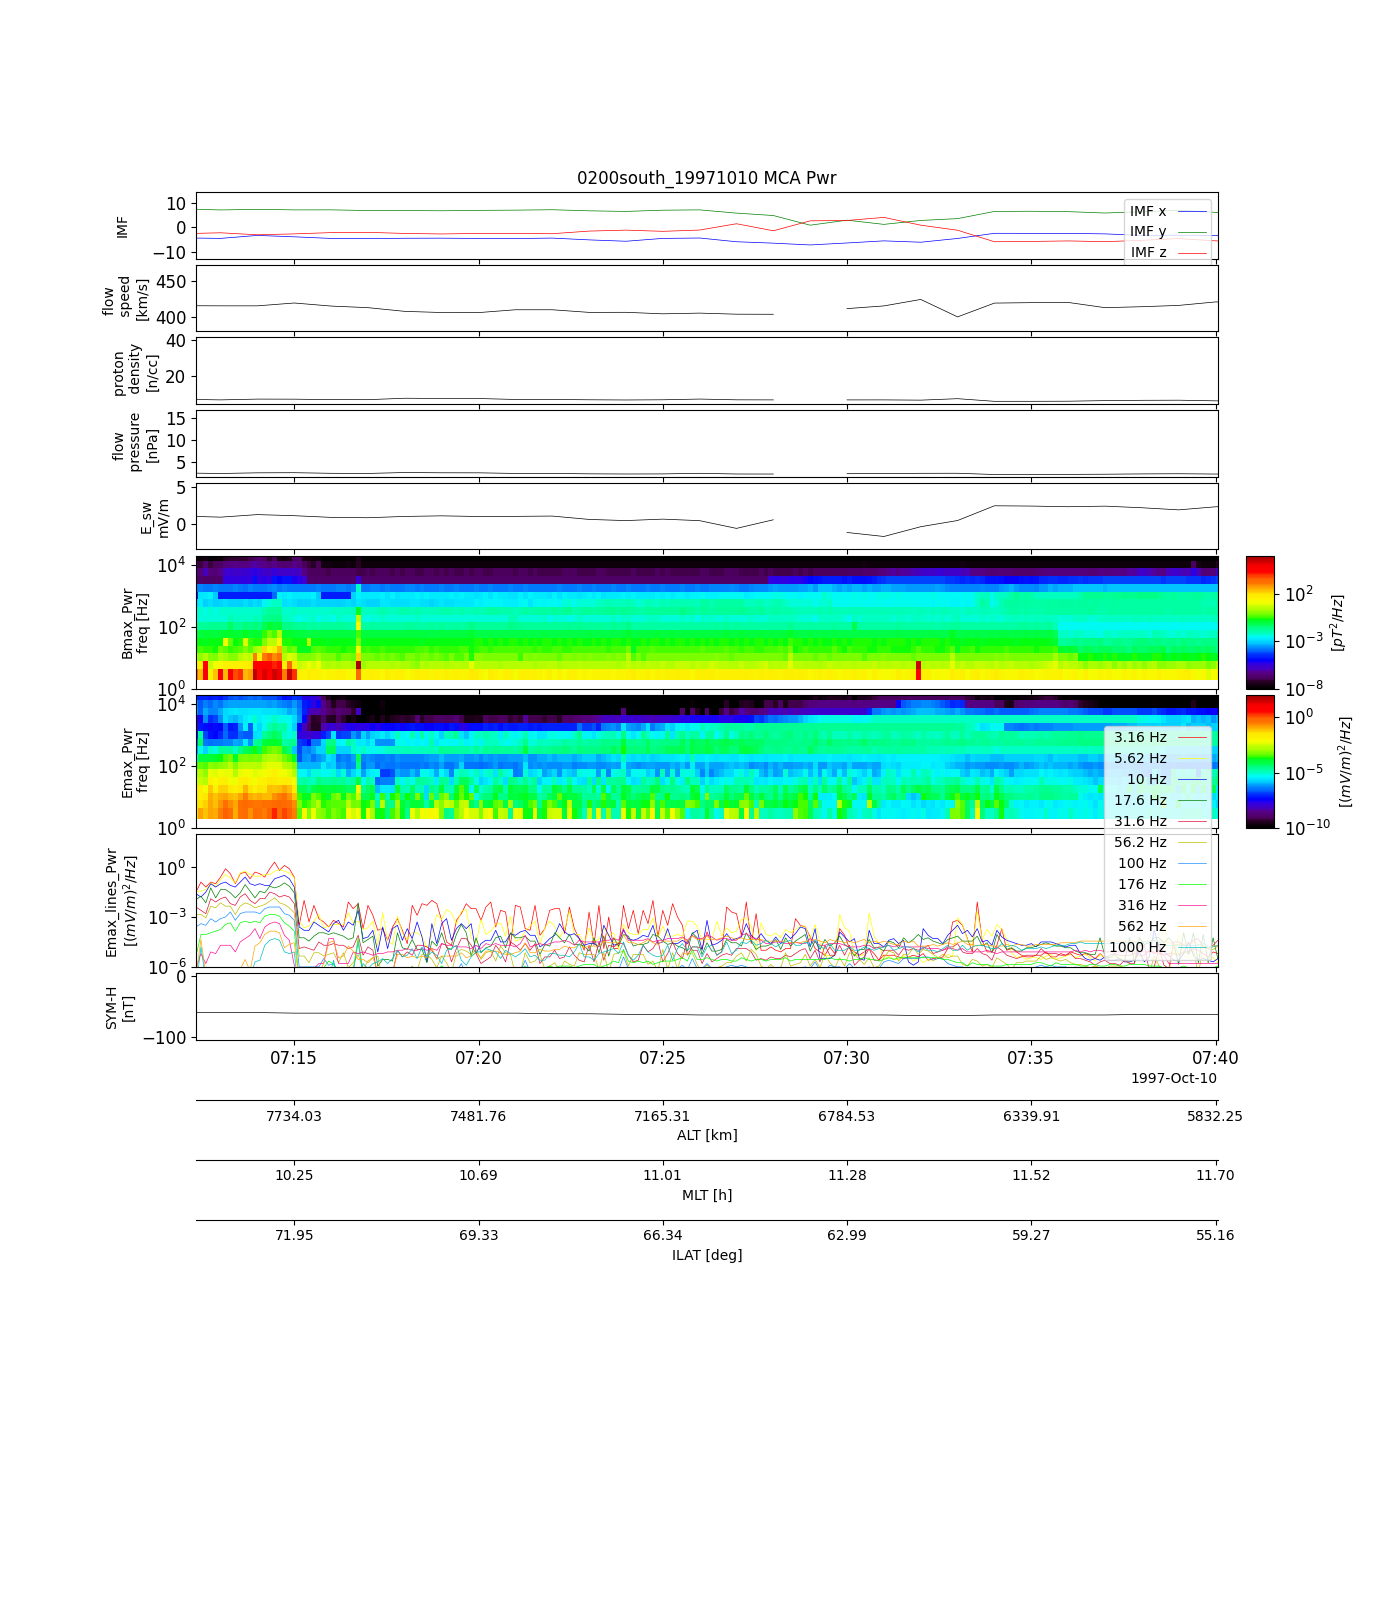 0200south_19971010 MCA Pwr
10
0
−10
IMF
IMF x
IMF y
IMF z
450
400
flow
speed
[km/s]
40
20
proton
density
[n/cc]
15
10
5
flow
pressure
[nPa]
5
0
E_sw
mV/m
10^4
10^2
10^0
Bmax_Pwr
freq [Hz]
10^2
10^−3
10^−8
[pT^2/Hz]
10^4
10^2
10^0
Emax_Pwr
freq [Hz]
10^0
10^−5
10^−10
[(mV/m)^2/Hz]
3.16 Hz
5.62 Hz
10 Hz
17.6 Hz
31.6 Hz
56.2 Hz
100 Hz
176 Hz
316 Hz
562 Hz
1000 Hz
10^0
10^−3
10^−6
Emax_lines_Pwr
[(mV/m)^2/Hz]
0
−100
SYM-H
[nT]
07:15 07:20 07:25 07:30 07:35 07:40
1997-Oct-10
7734.03 7481.76 7165.31 6784.53 6339.91 5832.25
ALT [km]
10.25 10.69 11.01 11.28 11.52 11.70
MLT [h]
71.95 69.33 66.34 62.99 59.27 55.16
ILAT [deg]